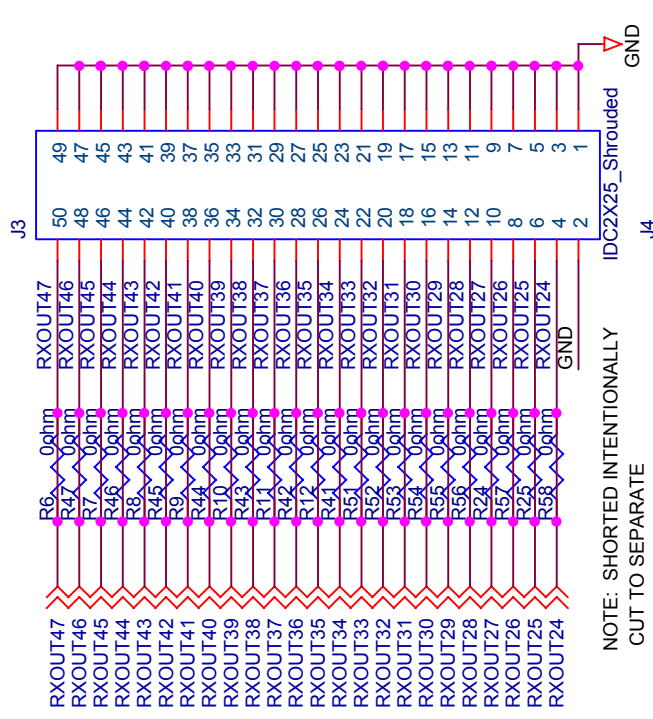 J3
RXOUT47 R6 0ohm RXOUT47 50 49
RXOUT46 R47 0ohm RXOUT46 48 47
RXOUT45 R7 0ohm RXOUT45 46 45
RXOUT44 R46 0ohm RXOUT44 44 43
RXOUT43 R8 0ohm RXOUT43 42 41
RXOUT42 R45 0ohm RXOUT42 40 39
RXOUT41 R9 0ohm RXOUT41 38 37
RXOUT40 R44 0ohm RXOUT40 36 35
RXOUT39 R10 0ohm RXOUT39 34 33
RXOUT38 R43 0ohm RXOUT38 32 31
RXOUT37 R11 0ohm RXOUT37 30 29
RXOUT36 R42 0ohm RXOUT36 28 27
RXOUT35 R12 0ohm RXOUT35 26 25
RXOUT34 R41 0ohm RXOUT34 24 23
RXOUT33 R51 0ohm RXOUT33 22 21
RXOUT32 R52 0ohm RXOUT32 20 19
RXOUT31 R53 0ohm RXOUT31 18 17
RXOUT30 R54 0ohm RXOUT30 16 15
RXOUT29 R55 0ohm RXOUT29 14 13
RXOUT28 R56 0ohm RXOUT28 12 11
RXOUT27 R24 0ohm RXOUT27 10 9
RXOUT26 R57 0ohm RXOUT26 8 7
RXOUT25 R25 0ohm RXOUT25 6 5
RXOUT24 R58 0ohm RXOUT24 4 3
GND 2 1
IDC2X25_Shrouded
GND
NOTE: SHORTED INTENTIONALLY
CUT TO SEPARATE
J4